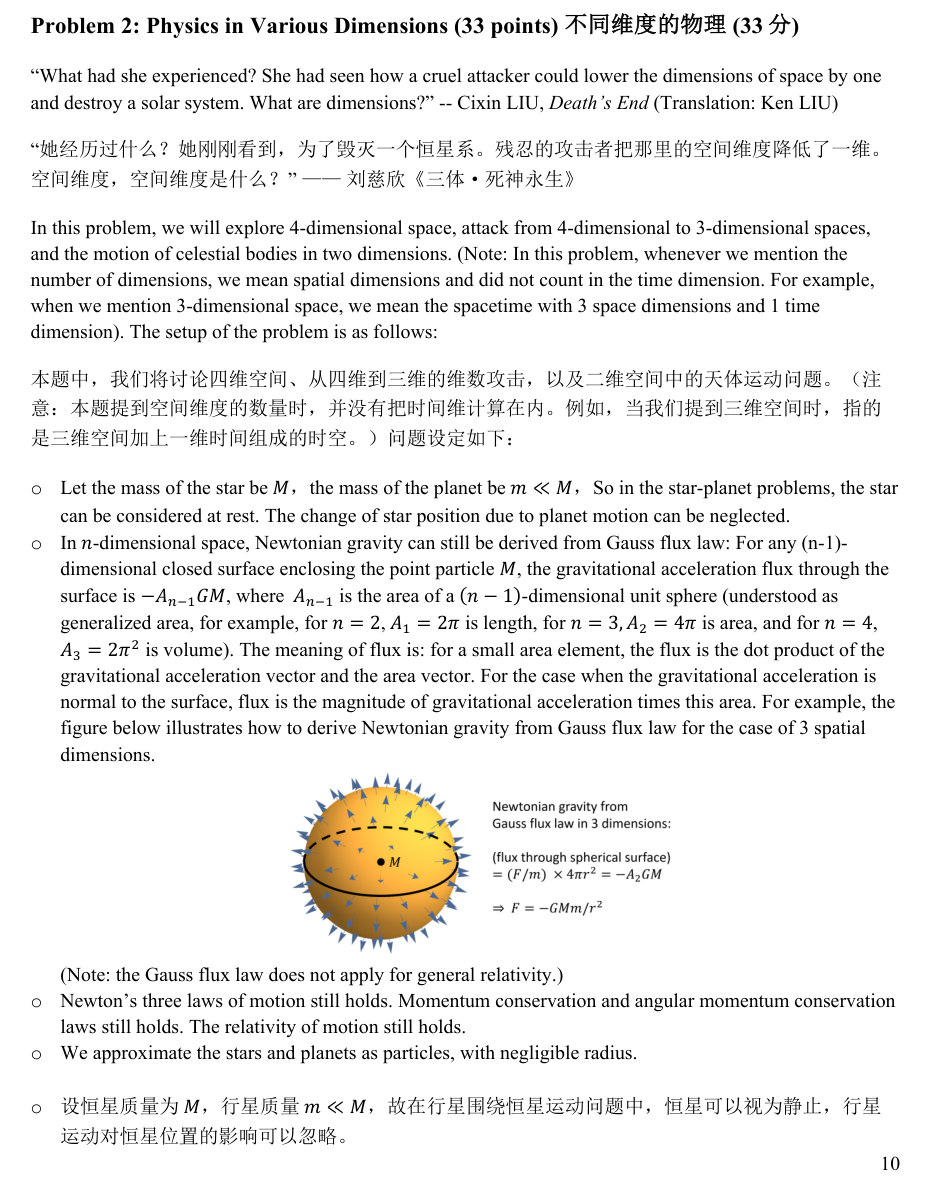 Problem 2: Physics in Various Dimensions (33 points) 不同维度的物理 (33 分)
“What had she experienced? She had seen how a cruel attacker could lower the dimensions of space by one
and destroy a solar system. What are dimensions?” -- Cixin LIU, Death’s End (Translation: Ken LIU)
“她经历过什么？她刚刚看到，为了毁灭一个恒星系。残忍的攻击者把那里的空间维度降低了一维。
空间维度，空间维度是什么？” —— 刘慈欣《三体·死神永生》
In this problem, we will explore 4-dimensional space, attack from 4-dimensional to 3-dimensional spaces,
and the motion of celestial bodies in two dimensions. (Note: In this problem, whenever we mention the
number of dimensions, we mean spatial dimensions and did not count in the time dimension. For example,
when we mention 3-dimensional space, we mean the spacetime with 3 space dimensions and 1 time
dimension). The setup of the problem is as follows:
本题中，我们将讨论四维空间、从四维到三维的维数攻击，以及二维空间中的天体运动问题。（注
意：本题提到空间维度的数量时，并没有把时间维计算在内。例如，当我们提到三维空间时，指的
是三维空间加上一维时间组成的时空。）问题设定如下：
o Let the mass of the star be M，the mass of the planet be m ≪ M，So in the star-planet problems, the star
can be considered at rest. The change of star position due to planet motion can be neglected.
o In n-dimensional space, Newtonian gravity can still be derived from Gauss flux law: For any (n-1)-
dimensional closed surface enclosing the point particle M, the gravitational acceleration flux through the
surface is −Aₙ₋₁GM, where Aₙ₋₁ is the area of a (n − 1)-dimensional unit sphere (understood as
generalized area, for example, for n = 2, A₁ = 2π is length, for n = 3, A₂ = 4π is area, and for n = 4,
A₃ = 2π² is volume). The meaning of flux is: for a small area element, the flux is the dot product of the
gravitational acceleration vector and the area vector. For the case when the gravitational acceleration is
normal to the surface, flux is the magnitude of gravitational acceleration times this area. For example, the
figure below illustrates how to derive Newtonian gravity from Gauss flux law for the case of 3 spatial
dimensions.
M
Newtonian gravity from
Gauss flux law in 3 dimensions:
(flux through spherical surface)
= (F/m) × 4πr² = −A₂GM
⇒ F = −GMm/r²
(Note: the Gauss flux law does not apply for general relativity.)
o Newton’s three laws of motion still holds. Momentum conservation and angular momentum conservation
laws still holds. The relativity of motion still holds.
o We approximate the stars and planets as particles, with negligible radius.
o 设恒星质量为 M，行星质量 m ≪ M，故在行星围绕恒星运动问题中，恒星可以视为静止，行星
运动对恒星位置的影响可以忽略。
10